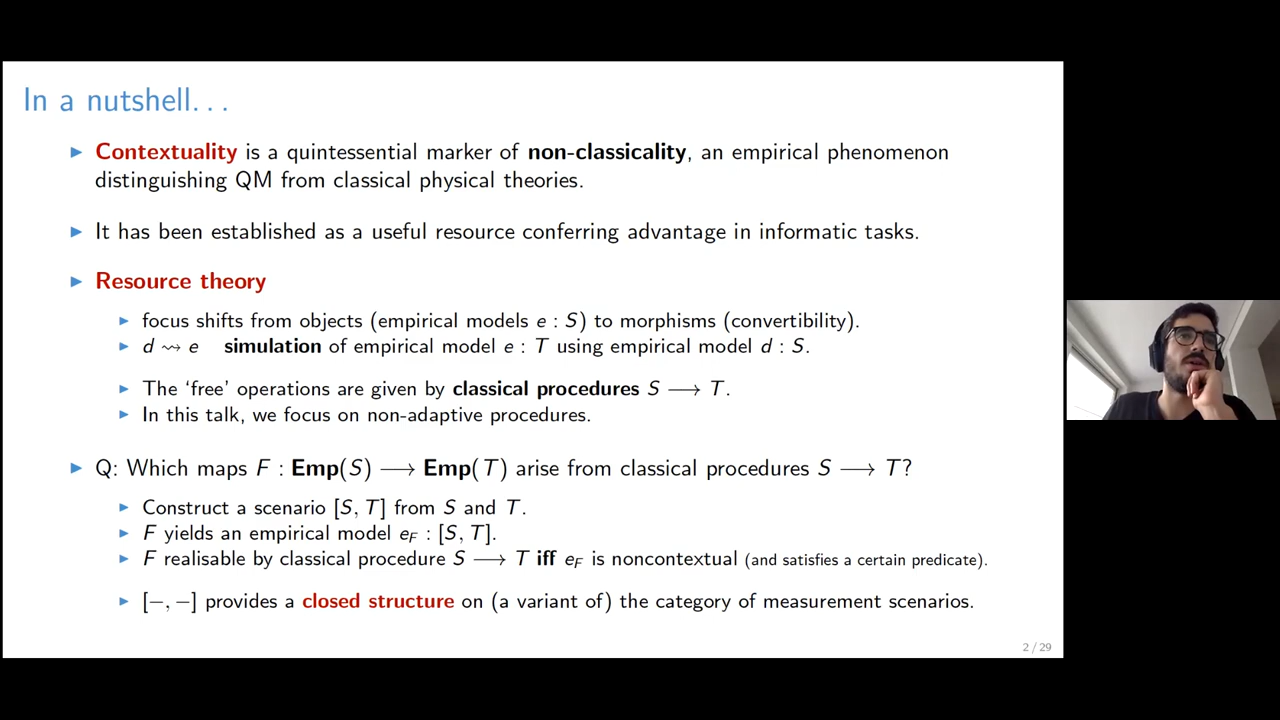 In a nutshell...
▶ Contextuality is a quintessential marker of non-classicality, an empirical phenomenon
distinguishing QM from classical physical theories.
▶ It has been established as a useful resource conferring advantage in informatic tasks.
▶ Resource theory
▶ focus shifts from objects (empirical models e : S) to morphisms (convertibility).
▶ d ⇝ e simulation of empirical model e : T using empirical model d : S.
▶ The ‘free’ operations are given by classical procedures S ⟶ T.
▶ In this talk, we focus on non-adaptive procedures.
▶ Q: Which maps F : Emp(S) ⟶ Emp(T) arise from classical procedures S ⟶ T?
▶ Construct a scenario [S, T] from S and T.
▶ F yields an empirical model e_F : [S, T].
▶ F realisable by classical procedure S ⟶ T iff e_F is noncontextual (and satisfies a certain predicate).
▶ [−, −] provides a closed structure on (a variant of) the category of measurement scenarios.
2 / 29